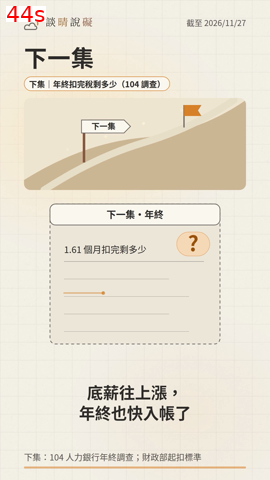 44s
談晴說礙
截至 2026/11/27
下一集
下集｜年終扣完稅剩多少（104 調查）
下一集
下一集・年終
1.61 個月扣完剩多少
?
底薪往上漲，
年終也快入帳了
下集：104 人力銀行年終調查；財政部起扣標準